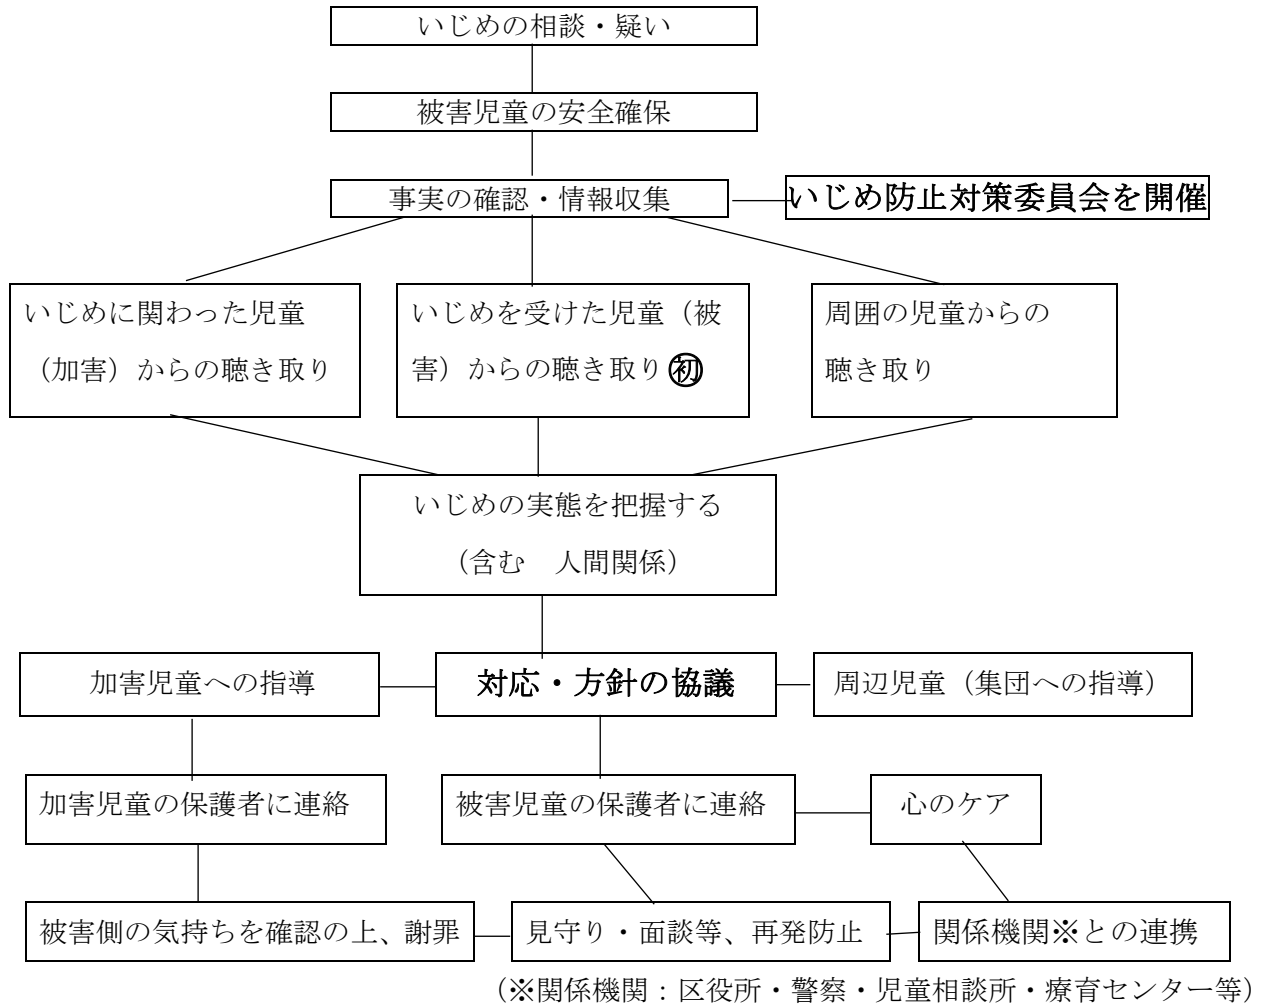 いじめの相談・疑い
被害児童の安全確保
事実の確認・情報収集
いじめ防止対策委員会を開催
いじめに関わった児童
（加害）からの聴き取り
いじめを受けた児童（被
害）からの聴き取り㊝
周囲の児童からの
聴き取り
いじめの実態を把握する
（含む　人間関係）
加害児童への指導
対応・方針の協議
周辺児童（集団への指導）
加害児童の保護者に連絡
被害児童の保護者に連絡
心のケア
被害側の気持ちを確認の上、謝罪
見守り・面談等、再発防止
関係機関※との連携
（※関係機関：区役所・警察・児童相談所・療育センター等）